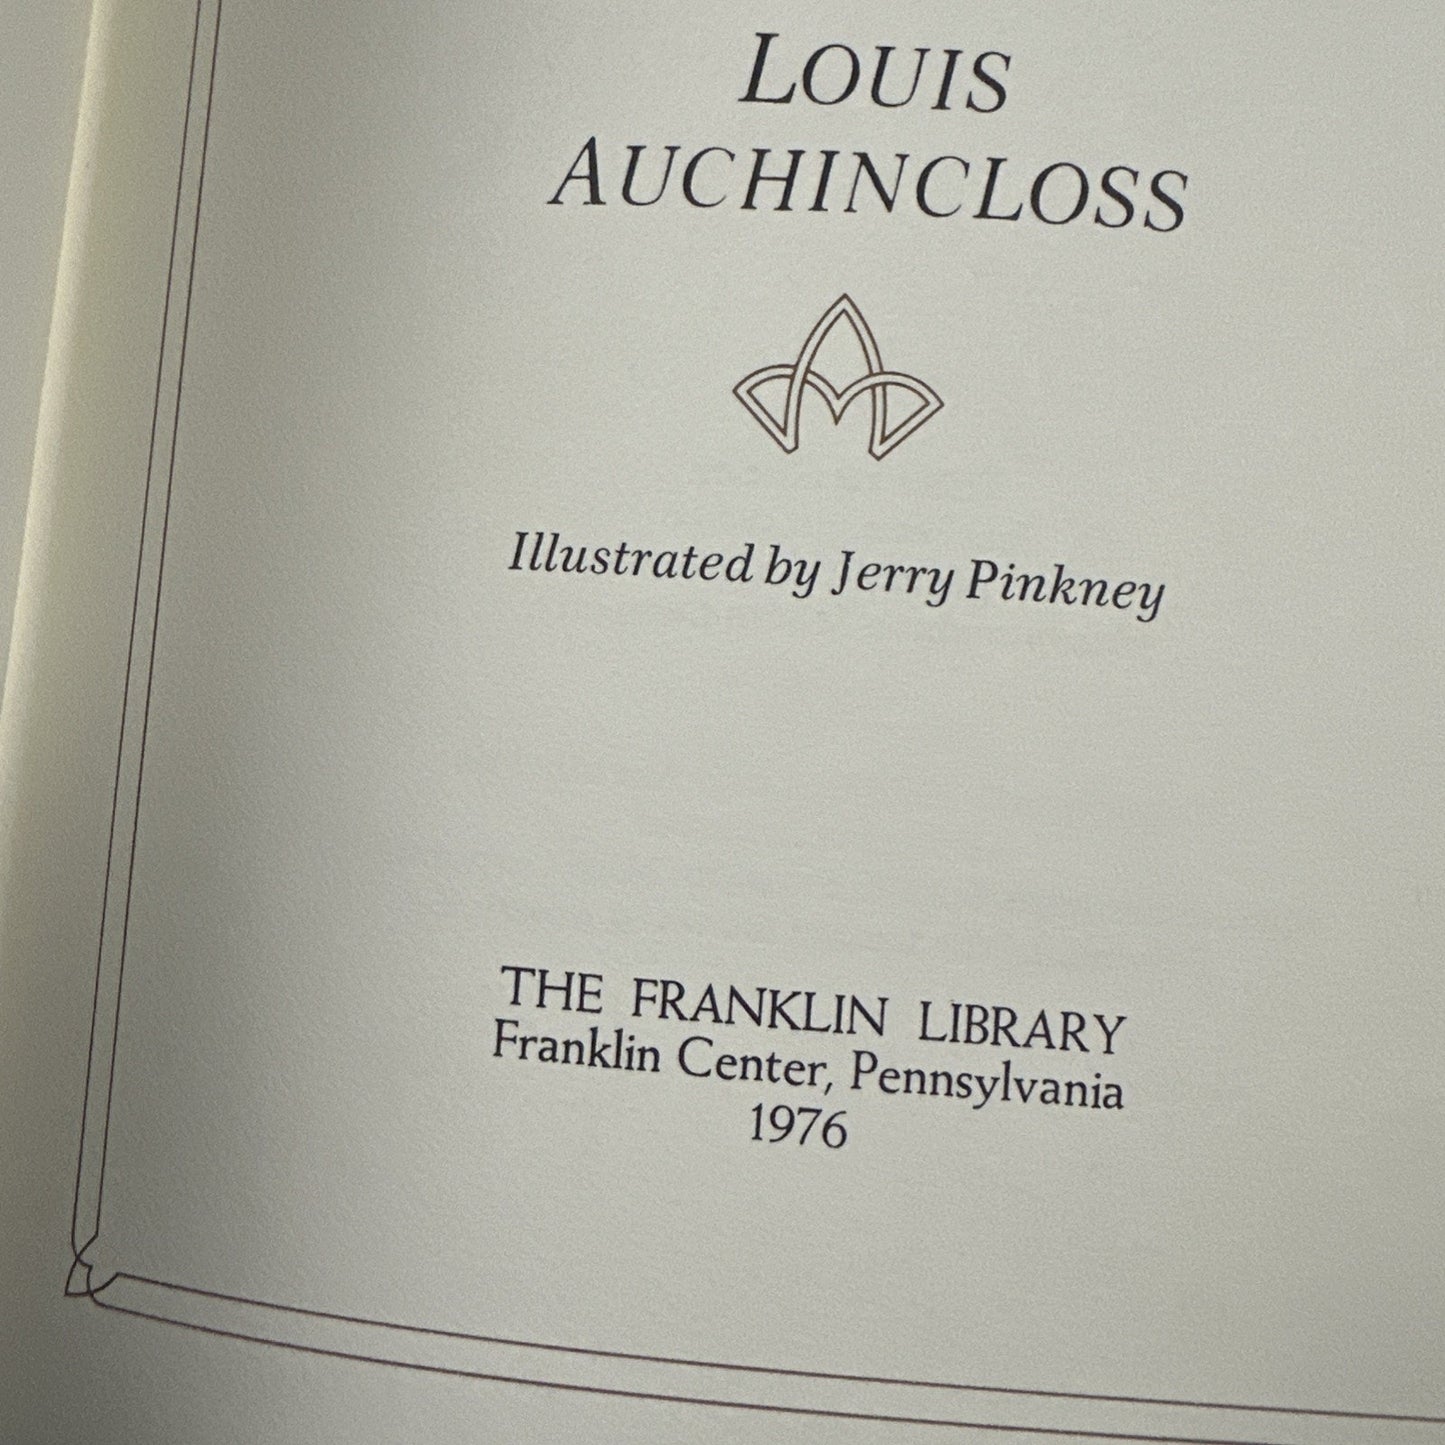 LOUIS
AUCHINCLOSS
Illustrated by Jerry Pinkney
THE FRANKLIN LIBRARY
Franklin Center, Pennsylvania
1976